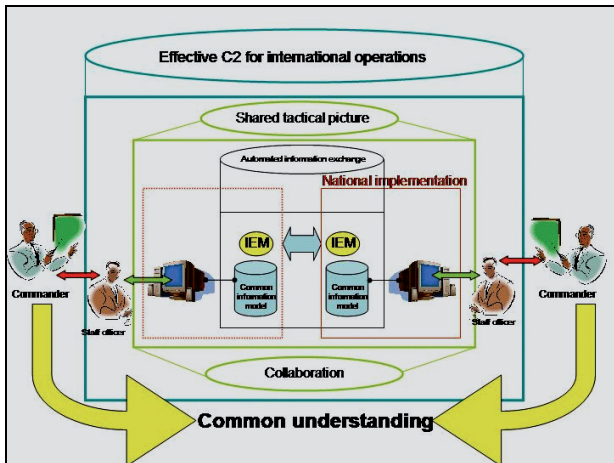 Effective C2 for international operations
Shared tactical picture
Automated information exchange
National implementation
IEM
IEM
Common
information
model
Common
information
model
Commander
Staff officer
Staff officer
Commander
Collaboration
Common understanding